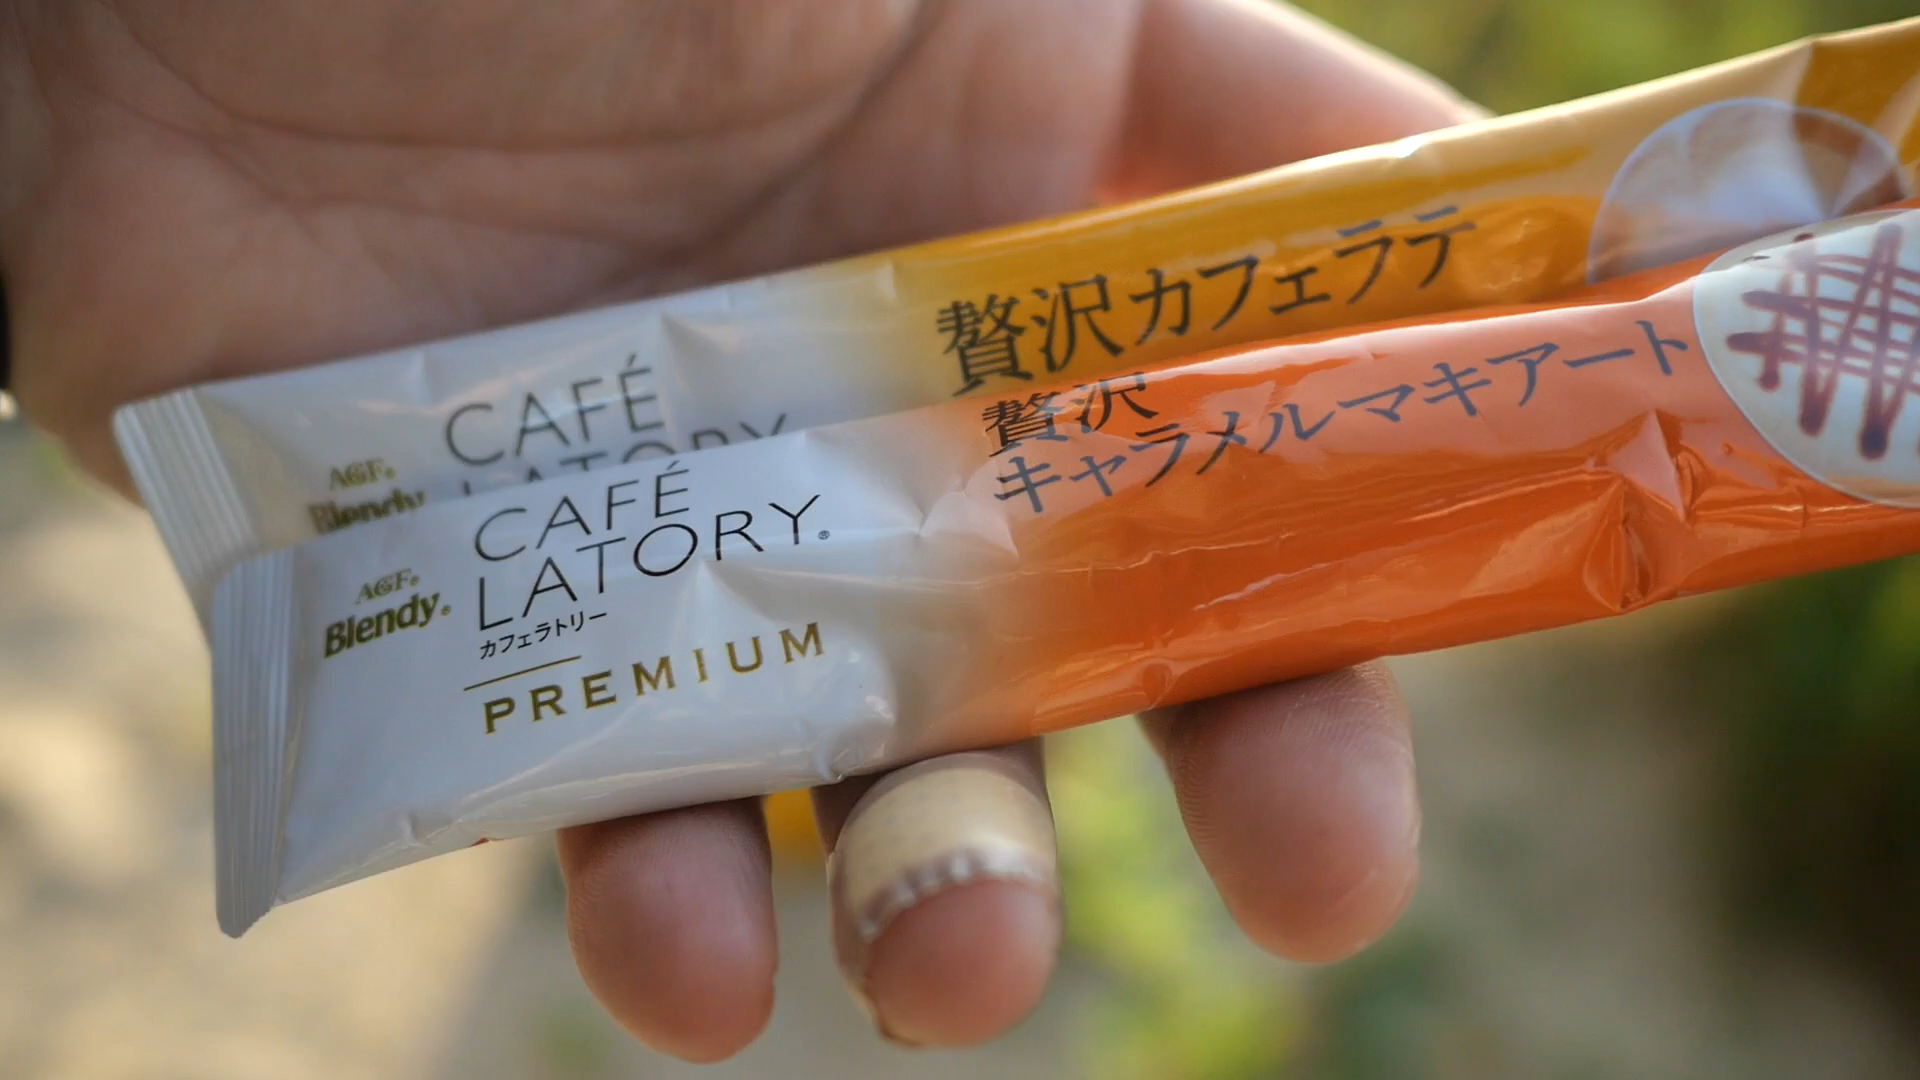 AGF®
Blendy
CAFÉ
LATORY
贅沢カフェラテ
AGF®
Blendy®
CAFÉ
LATORY®
カフェラトリー
PREMIUM
贅沢
キャラメルマキアート